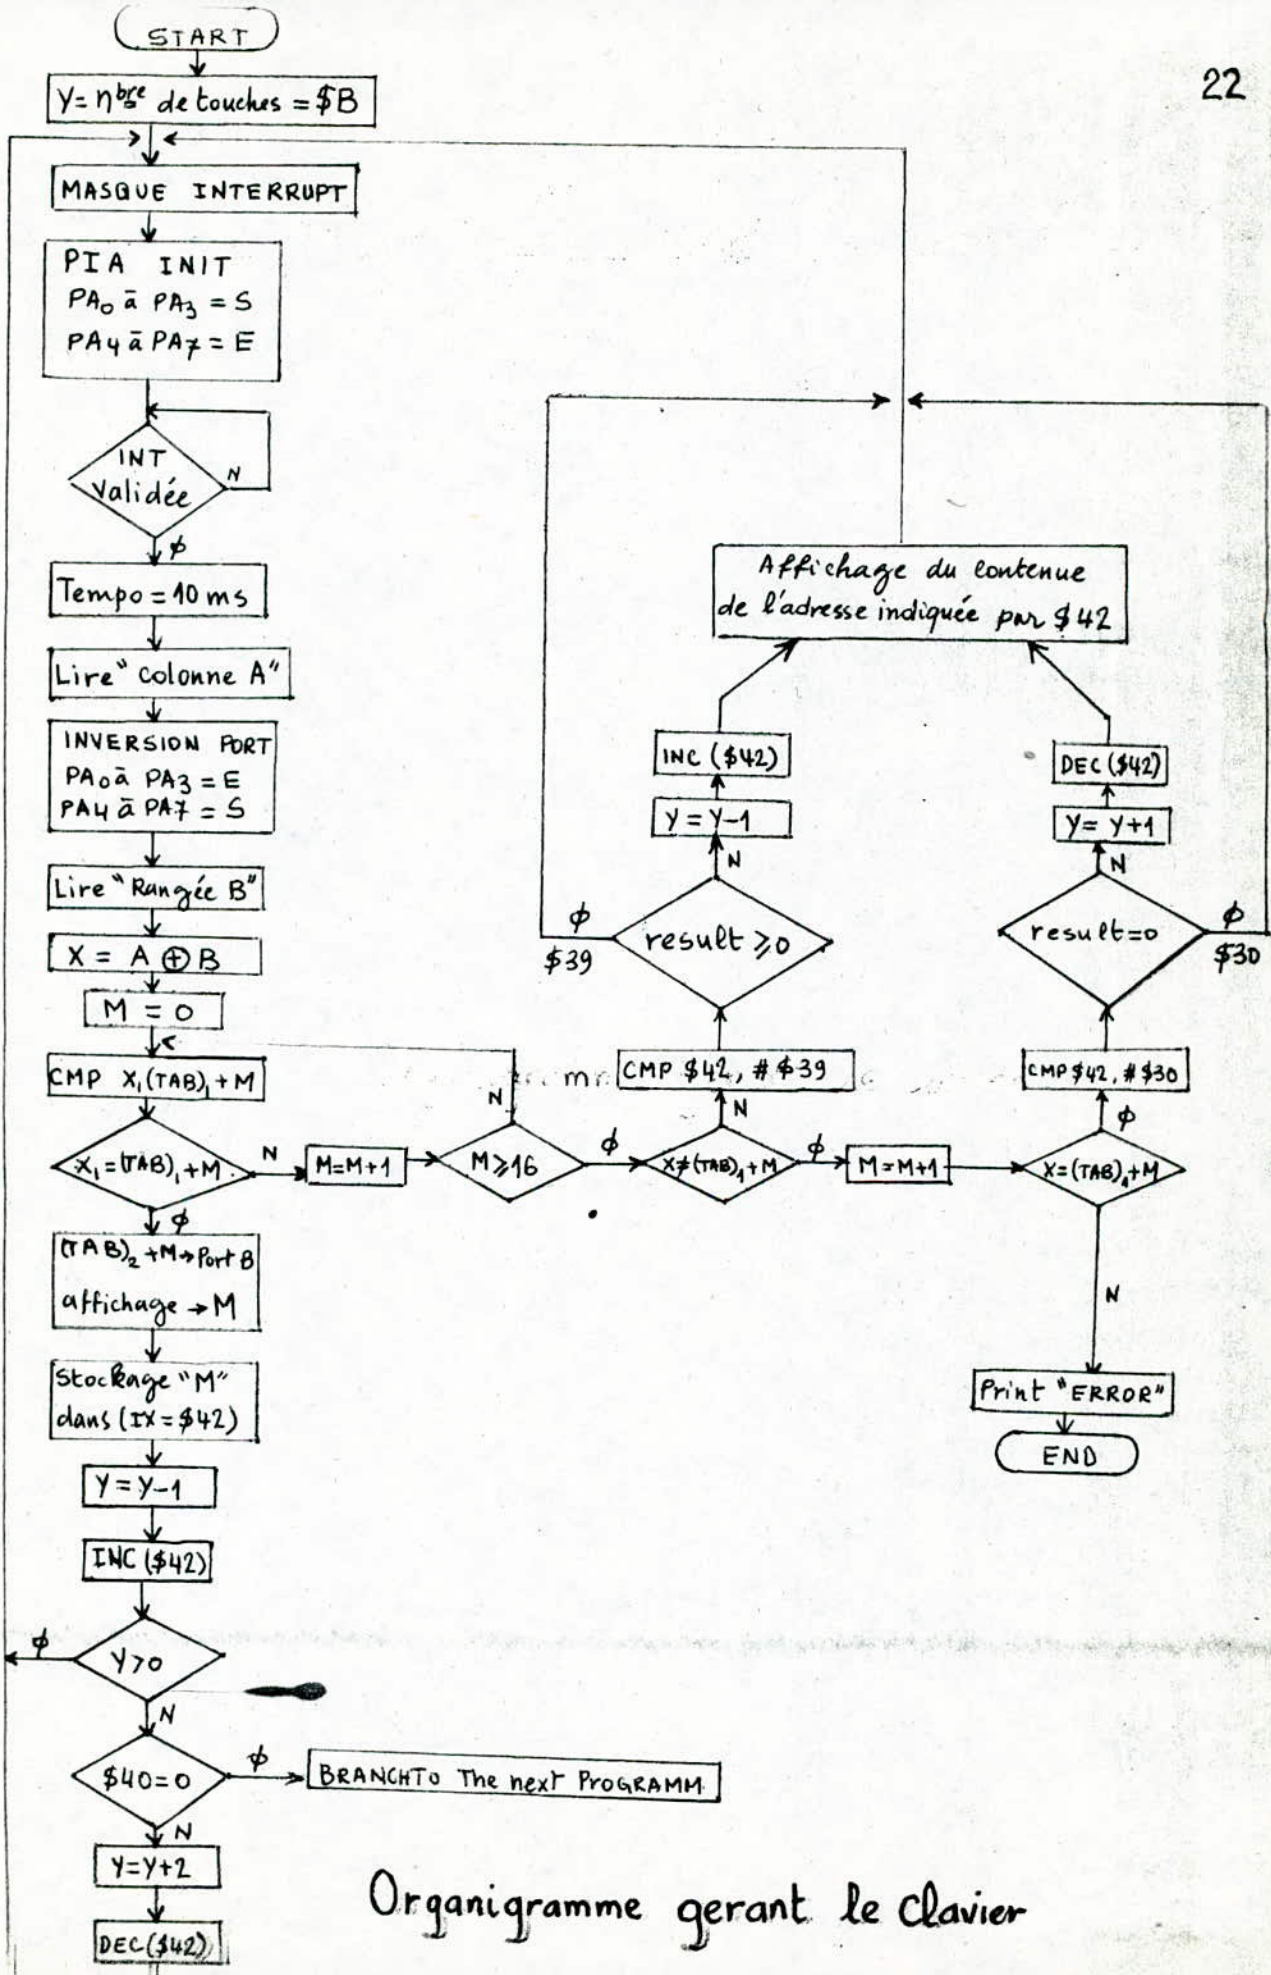 22
START
Y= nbre de touches = $B
MASQUE INTERRUPT
PIA INIT
PA0 à PA3 = S
PA4 à PA7 = E
INT
validée
N
φ
Tempo = 10 ms
Lire "colonne A"
INVERSION PORT
PA0 à PA3 = E
PA4 à PA7 = S
Lire "Rangée B"
X = A ⊕ B
M = 0
CMP X,(TAB)1 + M
X1=(TAB)1+M
N
M=M+1
M≥16
N
φ
X≠(TAB)1+M
φ
M=M+1
X=(TAB)1+M
N
CMP $42, #$39
result ≥0
φ
$39
N
Y = Y-1
INC ($42)
φ
CMP $42, #$30
result=0
φ
$30
N
Y= Y+1
DEC ($42)
Affichage du contenue
de l'adresse indiquée par $42
N
Print "ERROR"
END
φ
(TAB)2 +M→Port B
affichage → M
Stockage "M"
dans (IX=$42)
Y = Y-1
INC ($42)
Y>0
φ
N
$40=0
φ
BRANCH TO The next PROGRAMM
N
Y=Y+2
DEC($42)
Organigramme gerant le clavier